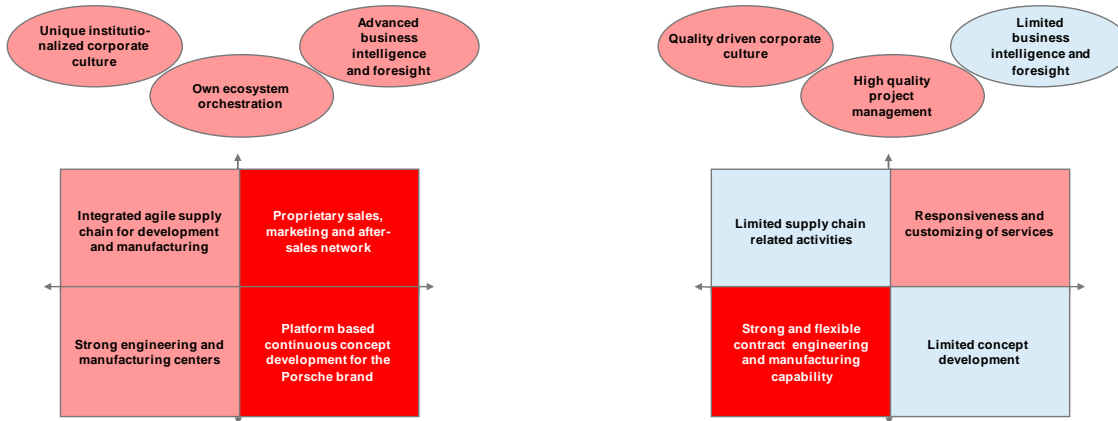 Unique institutio-
nalized corporate
culture
Advanced
business
intelligence
and foresight
Own ecosystem
orchestration
Integrated agile supply
chain for development
and manufacturing
Proprietary sales,
marketing and after-
sales network
Strong engineering and
manufacturing centers
Platform based
continuous concept
development for the
Porsche brand
Quality driven corporate
culture
Limited
business
intelligence and
foresight
High quality
project
management
Limited supply chain
related activities
Responsiveness and
customizing of services
Strong and flexible
contract engineering
and manufacturing
capability
Limited concept
development